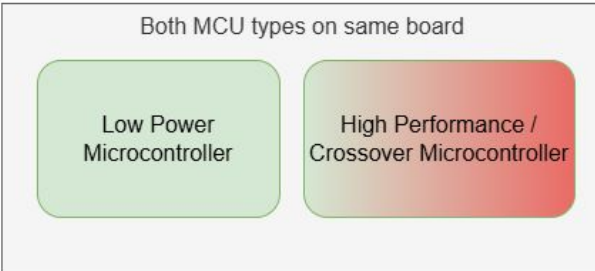 Both MCU types on same board
Low Power
Microcontroller
High Performance /
Crossover Microcontroller